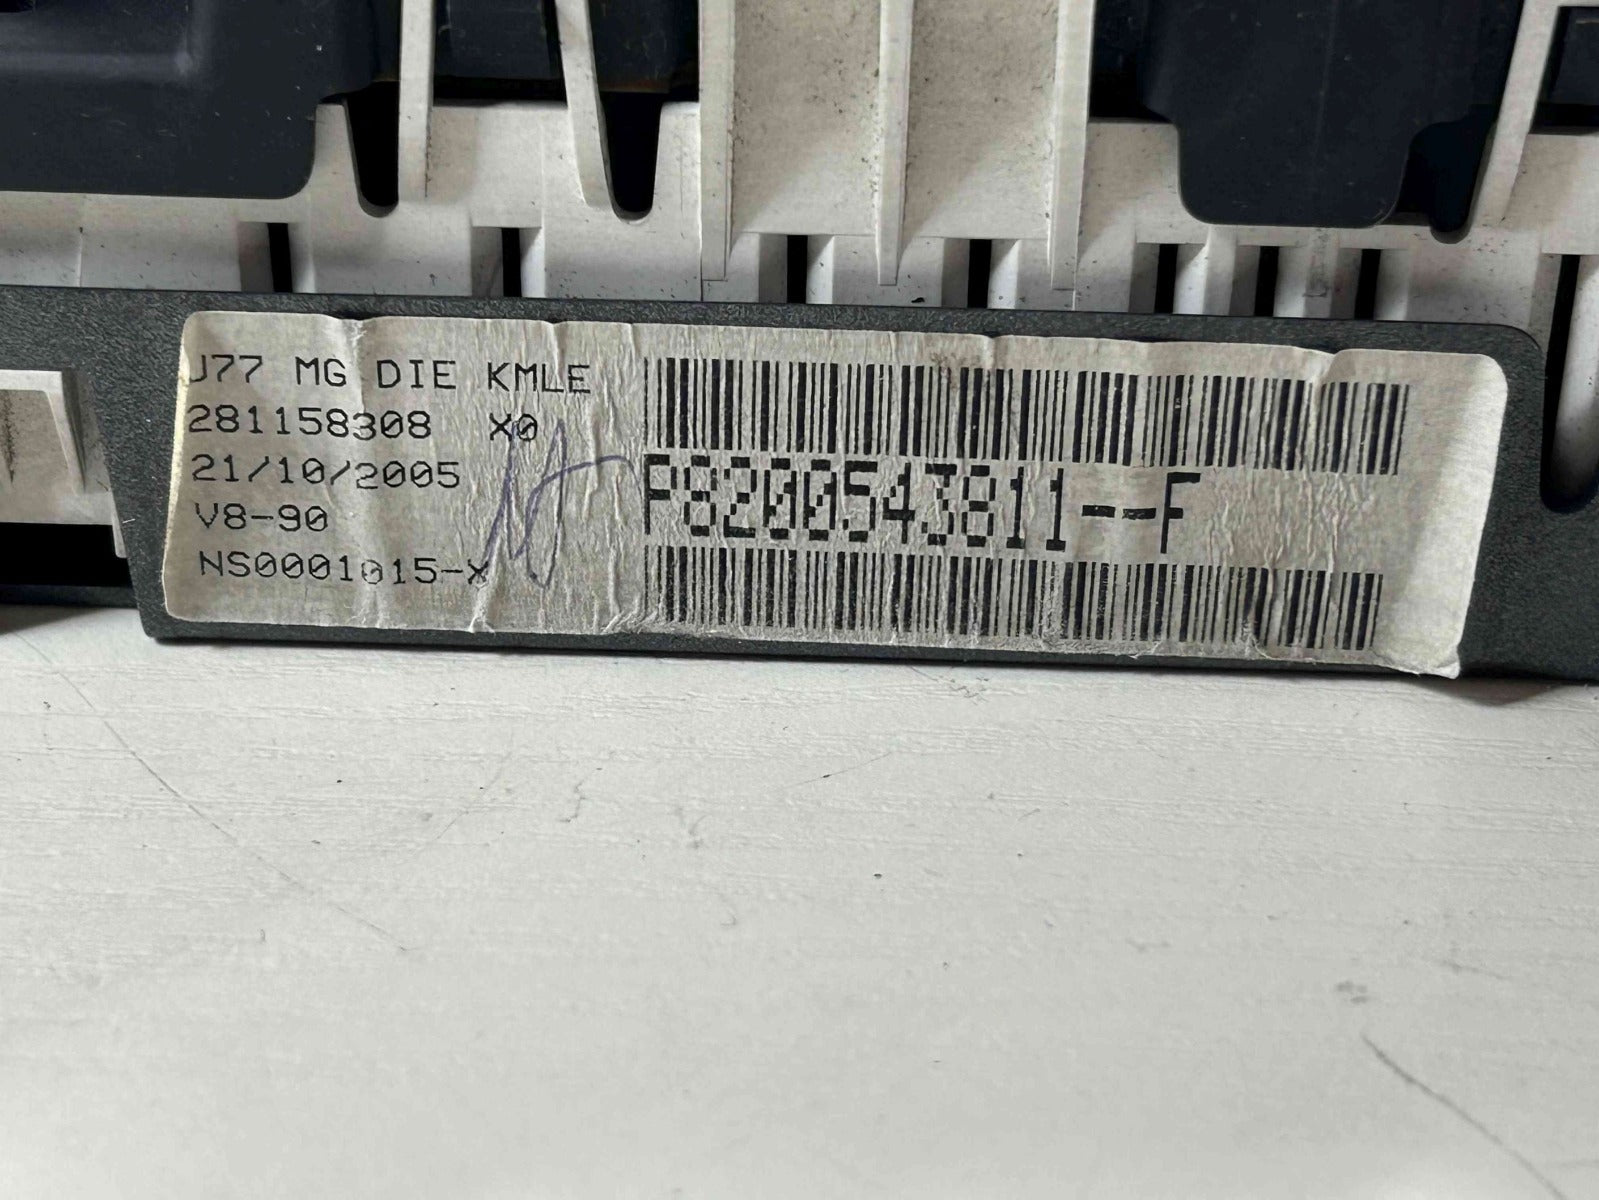 J77 MG DIE KMLE
281158308 X0
21/10/2005
V8-90
NS0001015-X
P8200543811--F